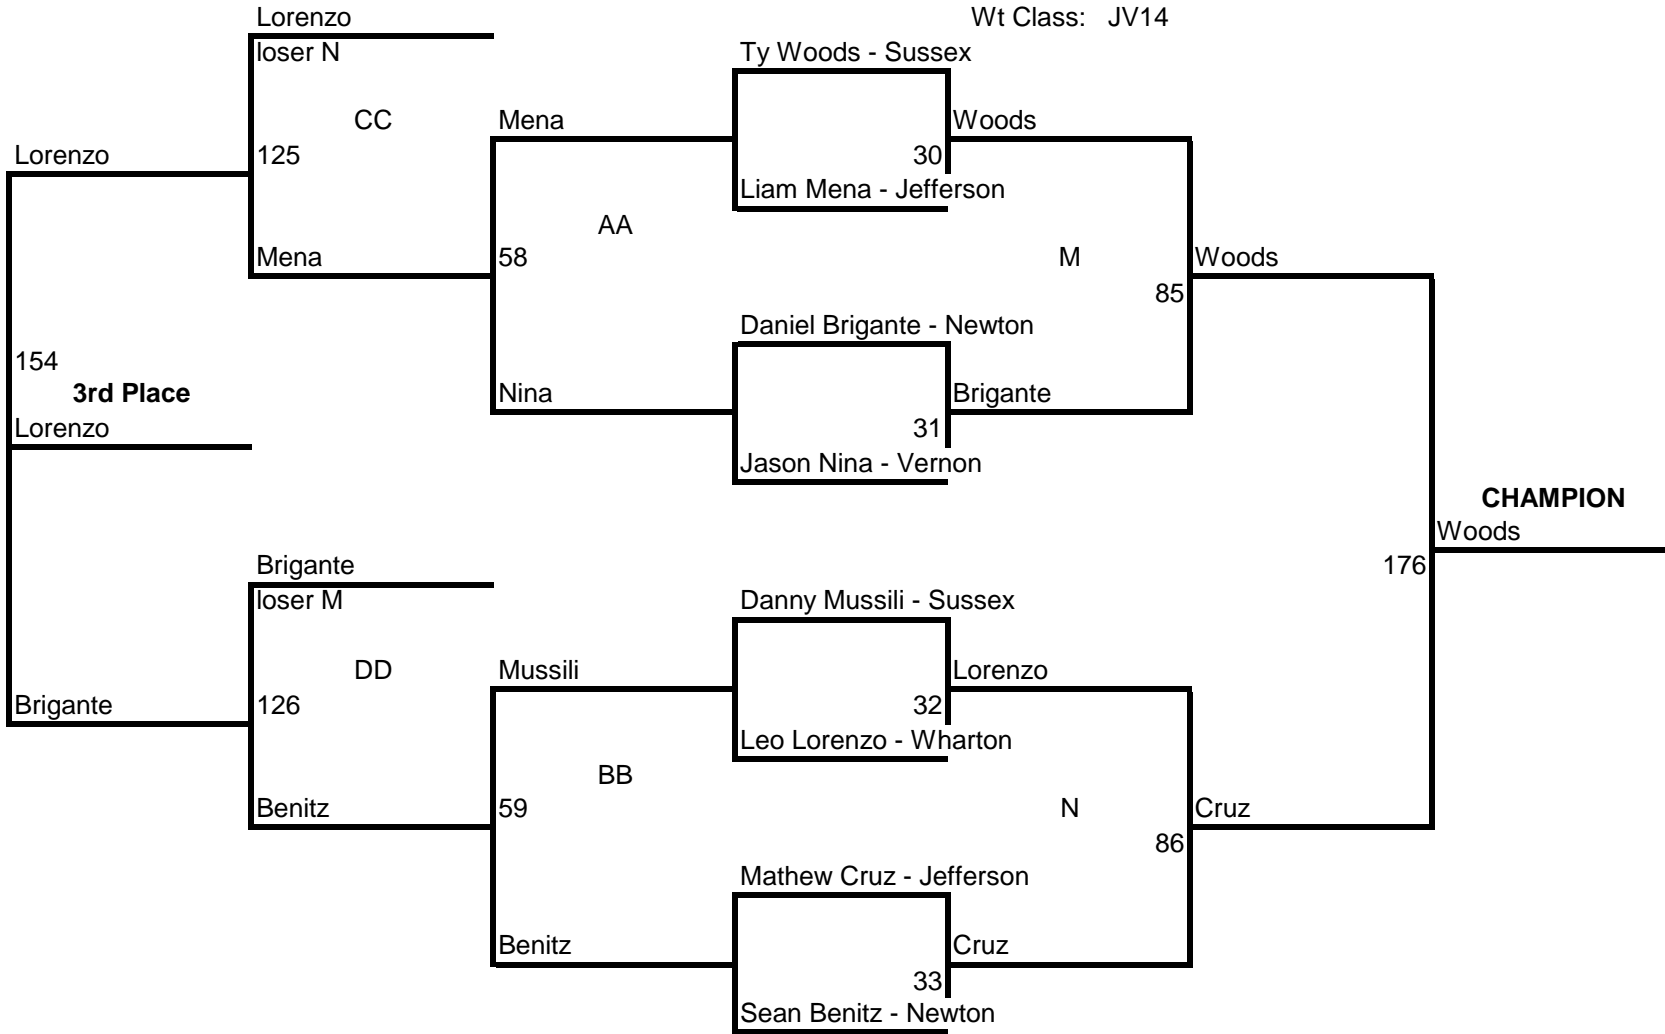 Lorenzo
Wt Class: JV14
loser N
Ty Woods - Sussex
CC
Mena
Woods
Lorenzo
125
30
Liam Mena - Jefferson
AA
Mena
58
M
Woods
85
Daniel Brigante - Newton
154
3rd Place
Nina
Brigante
Lorenzo
31
Jason Nina - Vernon
CHAMPION
Woods
Brigante
176
loser M
Danny Mussili - Sussex
DD
Mussili
Lorenzo
Brigante
126
32
Leo Lorenzo - Wharton
BB
Benitz
59
N
Cruz
86
Mathew Cruz - Jefferson
Benitz
Cruz
33
Sean Benitz - Newton